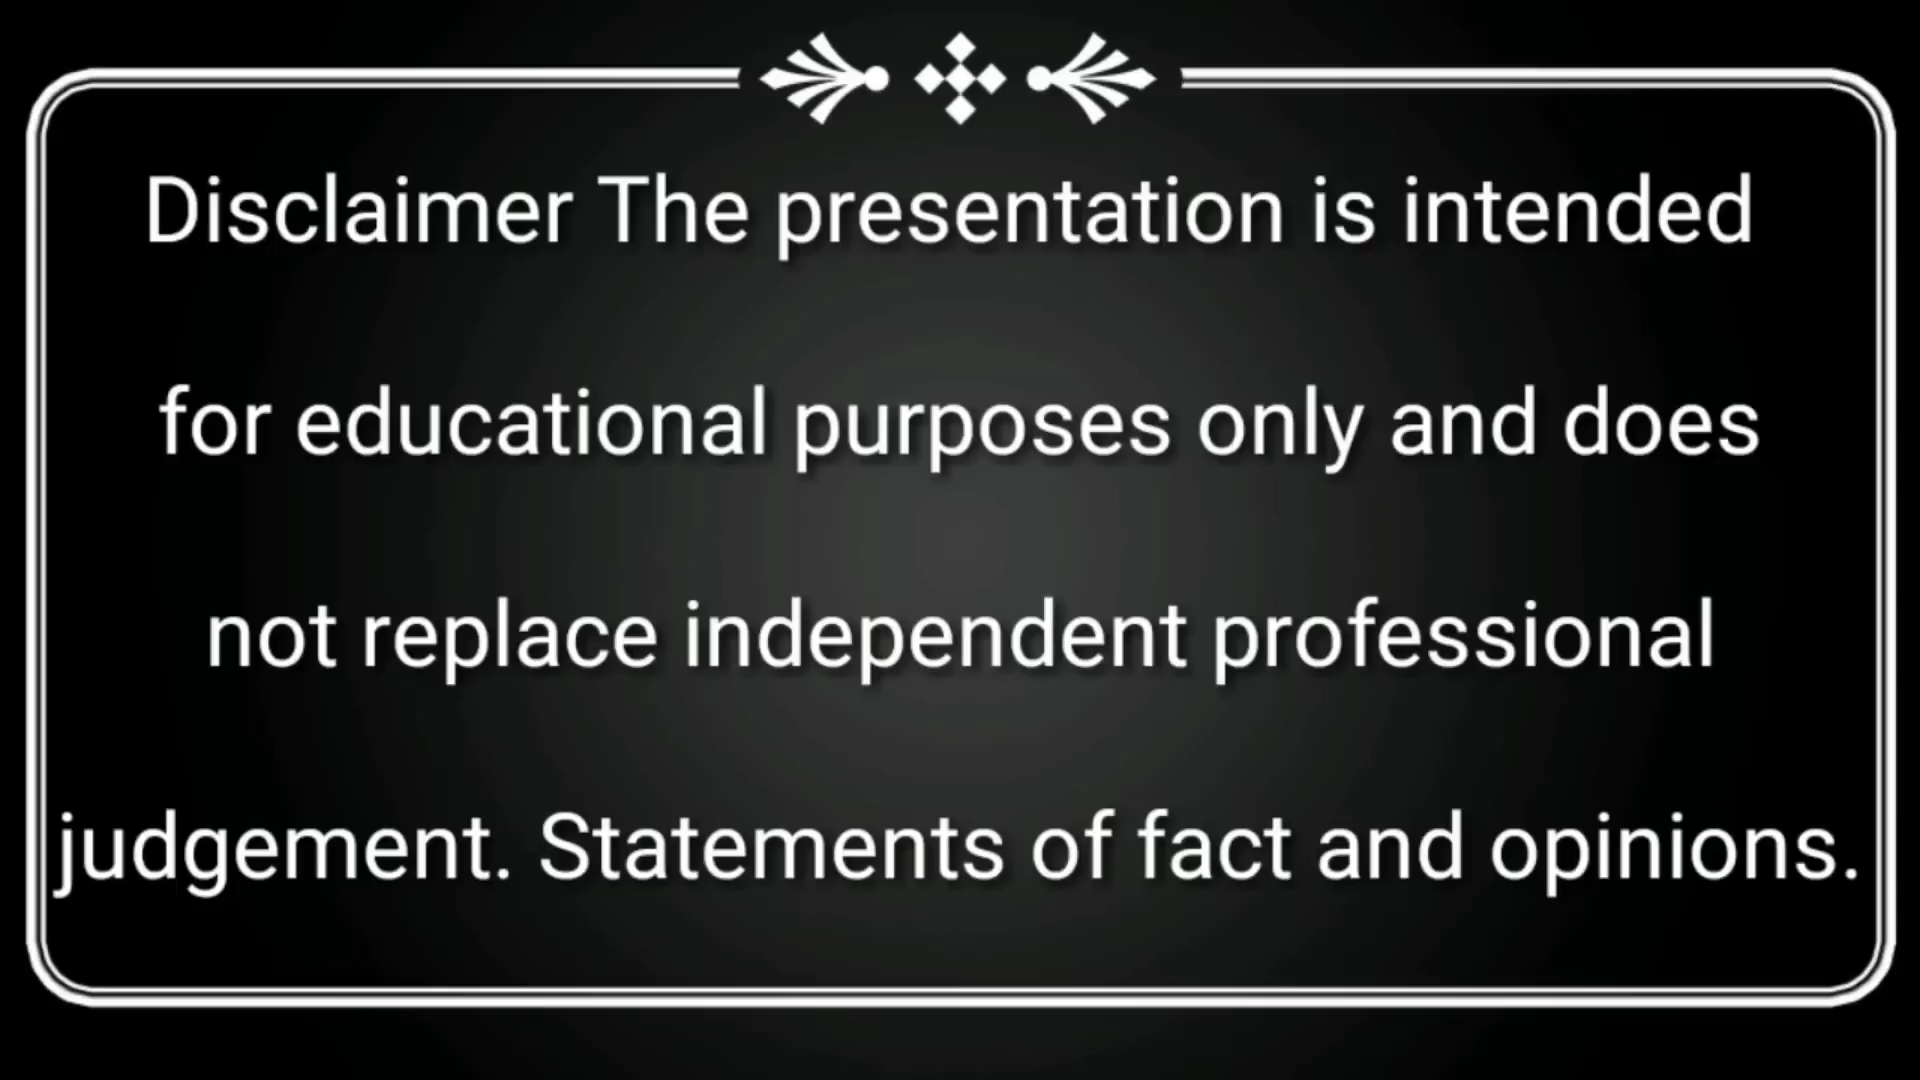 Disclaimer The presentation is intended
for educational purposes only and does
not replace independent professional
judgement. Statements of fact and opinions.